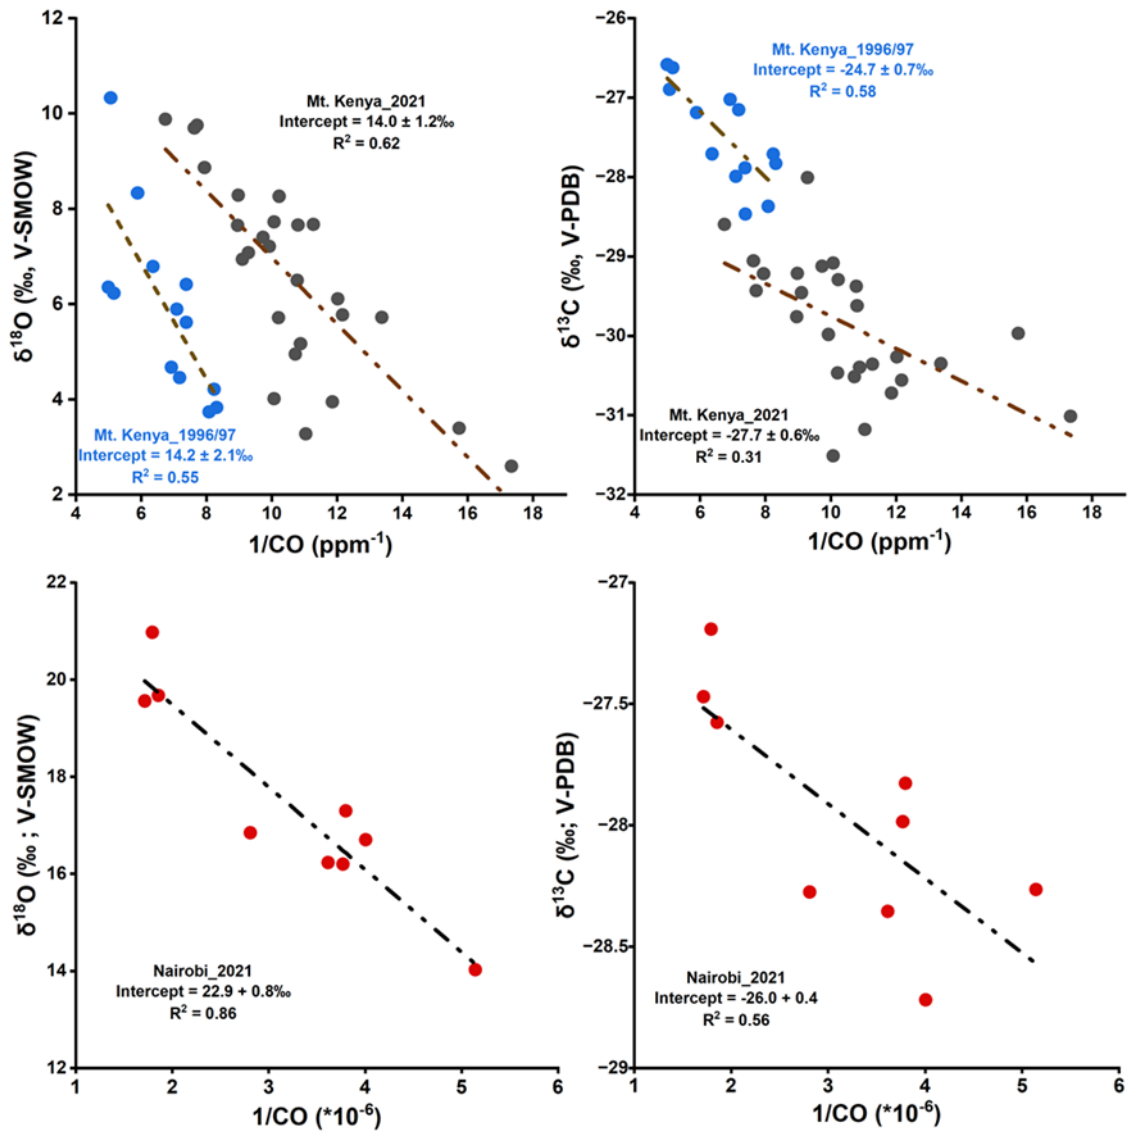 12
10
8
6
4
2
δ¹⁸O (‰, V-SMOW)
Mt. Kenya_2021
Intercept = 14.0 ± 1.2‰
R² = 0.62
Mt. Kenya_1996/97
Intercept = 14.2 ± 2.1‰
R² = 0.55
4 6 8 10 12 14 16 18
1/CO (ppm⁻¹)
−26
−27
−28
−29
−30
−31
−32
δ¹³C (‰, V-PDB)
Mt. Kenya_1996/97
Intercept = -24.7 ± 0.7‰
R² = 0.58
Mt. Kenya_2021
Intercept = -27.7 ± 0.6‰
R² = 0.31
4 6 8 10 12 14 16 18
1/CO (ppm⁻¹)
22
20
18
16
14
12
δ¹⁸O (‰ ; V-SMOW)
Nairobi_2021
Intercept = 22.9 + 0.8‰
R² = 0.86
1 2 3 4 5 6
1/CO (*10⁻⁶)
−27
−27.5
−28
−28.5
−29
δ¹³C (‰; V-PDB)
Nairobi_2021
Intercept = -26.0 + 0.4
R² = 0.56
1 2 3 4 5 6
1/CO (*10⁻⁶)